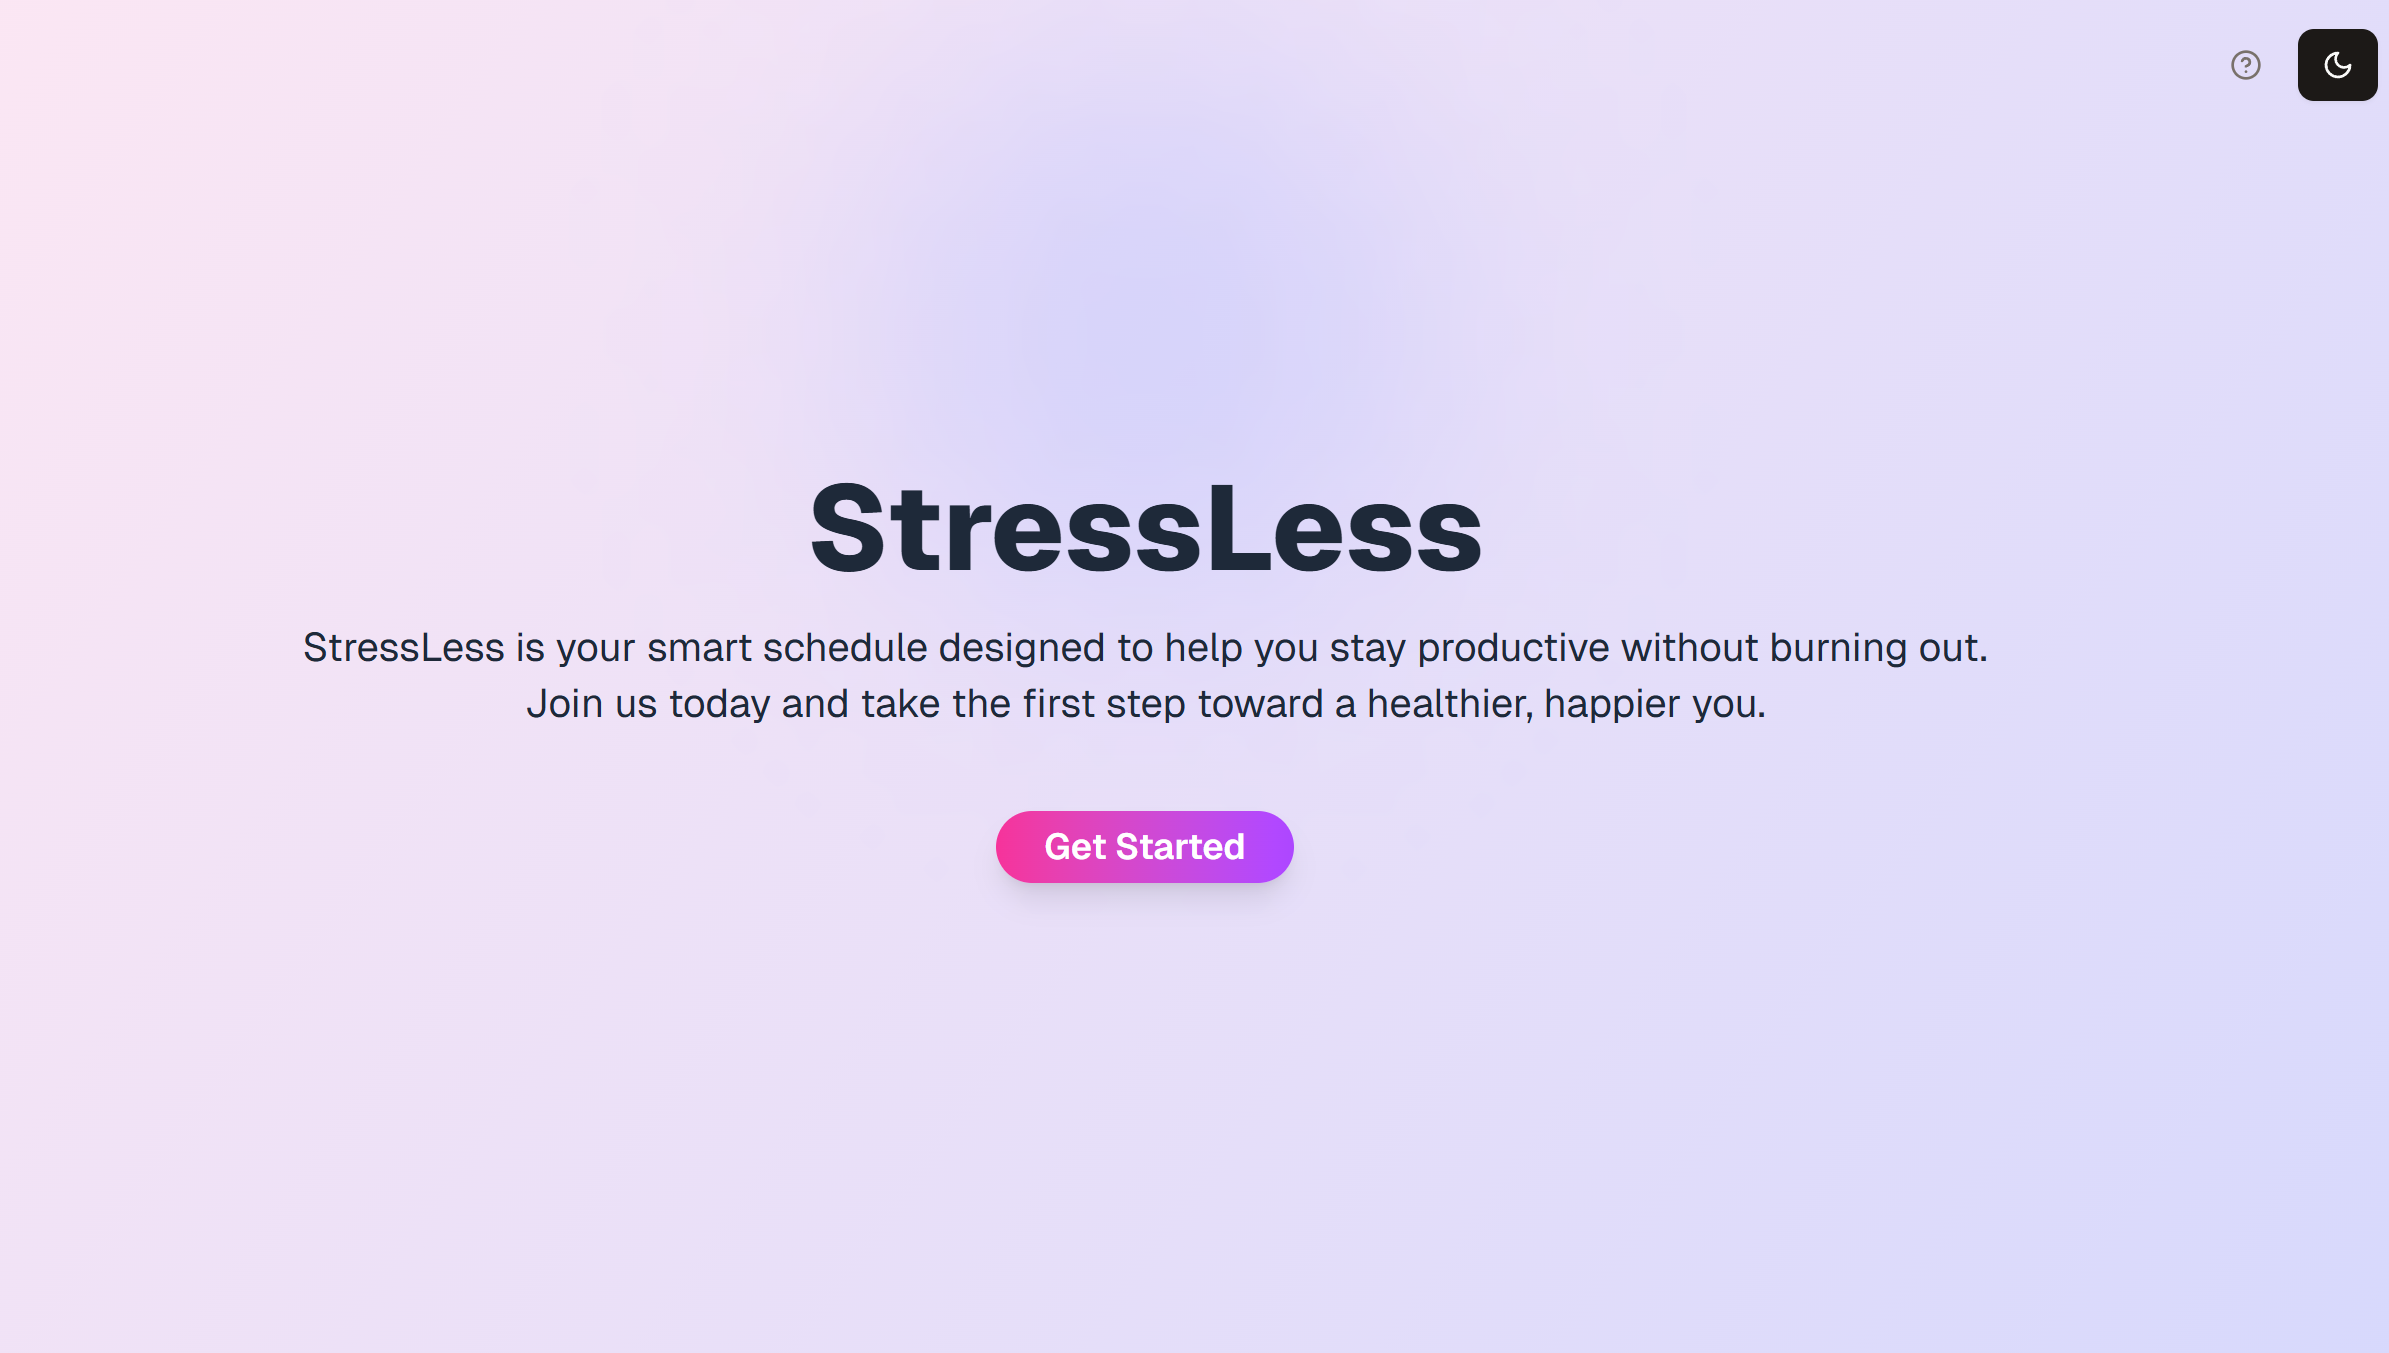 StressLess
StressLess is your smart schedule designed to help you stay productive without burning out.
Join us today and take the first step toward a healthier, happier you.
Get Started